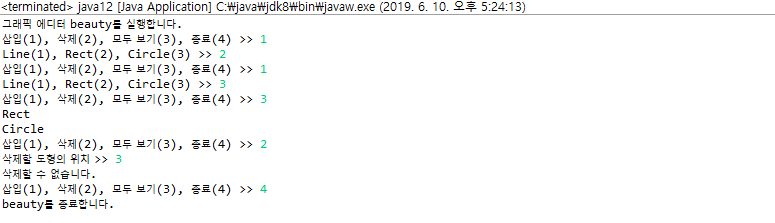 <terminated> java12 [Java Application] C:₩java₩jdk8₩bin₩javaw.exe (2019. 6. 10. 오후 5:24:13)
그래픽 에디터 beauty를 실행합니다.
삽입(1), 삭제(2), 모두 보기(3), 종료(4) >> 1
Line(1), Rect(2), Circle(3) >> 2
삽입(1), 삭제(2), 모두 보기(3), 종료(4) >> 1
Line(1), Rect(2), Circle(3) >> 3
삽입(1), 삭제(2), 모두 보기(3), 종료(4) >> 3
Rect
Circle
삽입(1), 삭제(2), 모두 보기(3), 종료(4) >> 2
삭제할 도형의 위치 >> 3
삭제할 수 없습니다.
삽입(1), 삭제(2), 모두 보기(3), 종료(4) >> 4
beauty를 종료합니다.